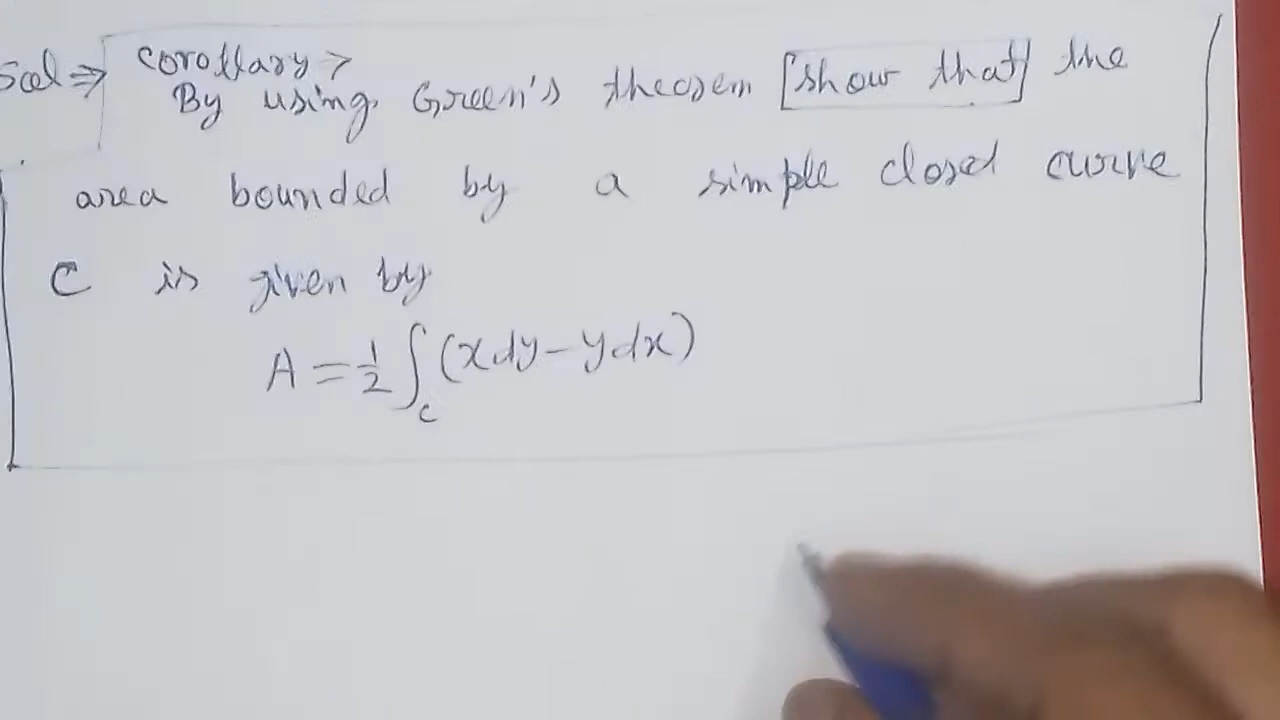 Sol ⇒ corollary >
By using Green's theorem [show that] the
area bounded by a simple closed curve
C is given by
A = 1/2 ∫_C (xdy - ydx)